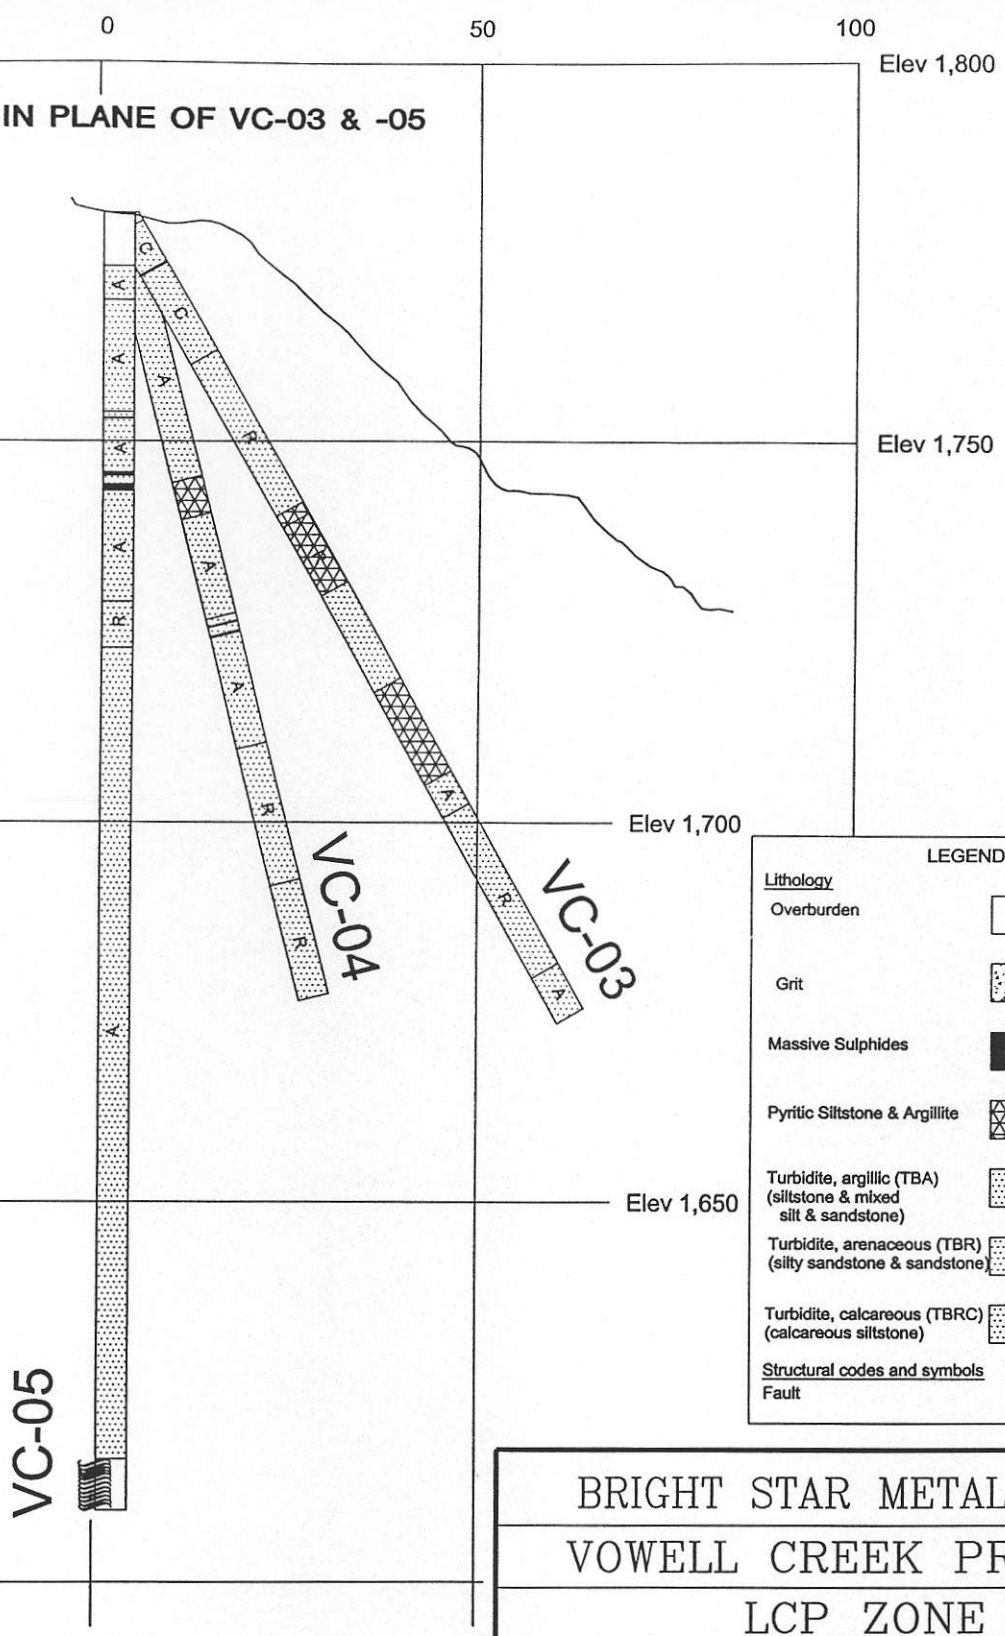 0
50
100
Elev 1,800
IN PLANE OF VC-03 & -05
C
A
C
A
A
Elev 1,750
R
A
A
A
R
A
A
Elev 1,700
R
R
R
A
VC-04
VC-03
A
Elev 1,650
VC-05
LEGEND
Lithology
Overburden
Grit
Massive Sulphides
Pyritic Siltstone & Argillite
Turbidite, argillic (TBA)
(siltstone & mixed
silt & sandstone)
Turbidite, arenaceous (TBR)
(silty sandstone & sandstone)
Turbidite, calcareous (TBRC)
(calcareous siltstone)
Structural codes and symbols
Fault
BRIGHT STAR METAL
VOWELL CREEK PR
LCP ZONE